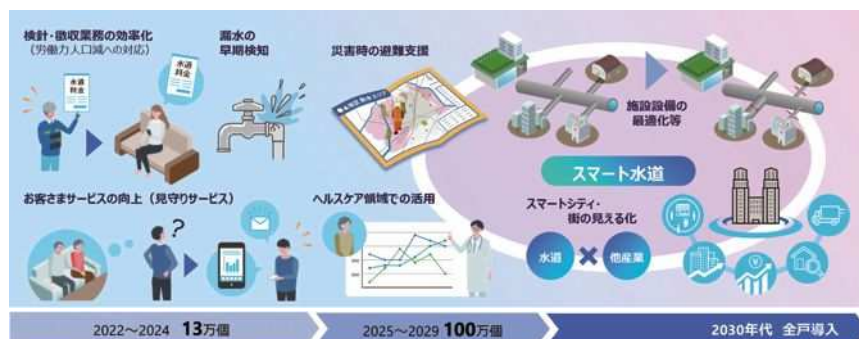 検針・徴収業務の効率化
(労働力人口減への対応)
漏水の
早期検知
災害時の避難支援
水道
料金
水道
料金
施設設備の
最適化等
スマート水道
お客さまサービスの向上(見守りサービス)
?
ヘルスケア領域での活用
スマートシティ・
街の見える化
水道
×
他産業
2022〜2024 13万個
2025〜2029 100万個
2030年代 全戸導入